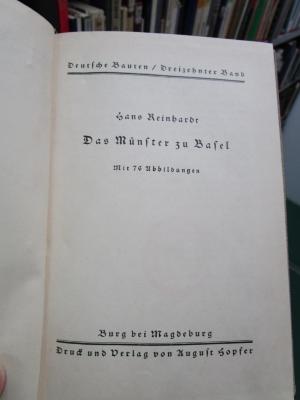 Deutsche Bauten / Dreizehnter Band
Hans Reinhardt
Das Münster zu Basel
Mit 76 Abbildungen
Burg bei Magdeburg
Druck und Verlag von August Hopfer